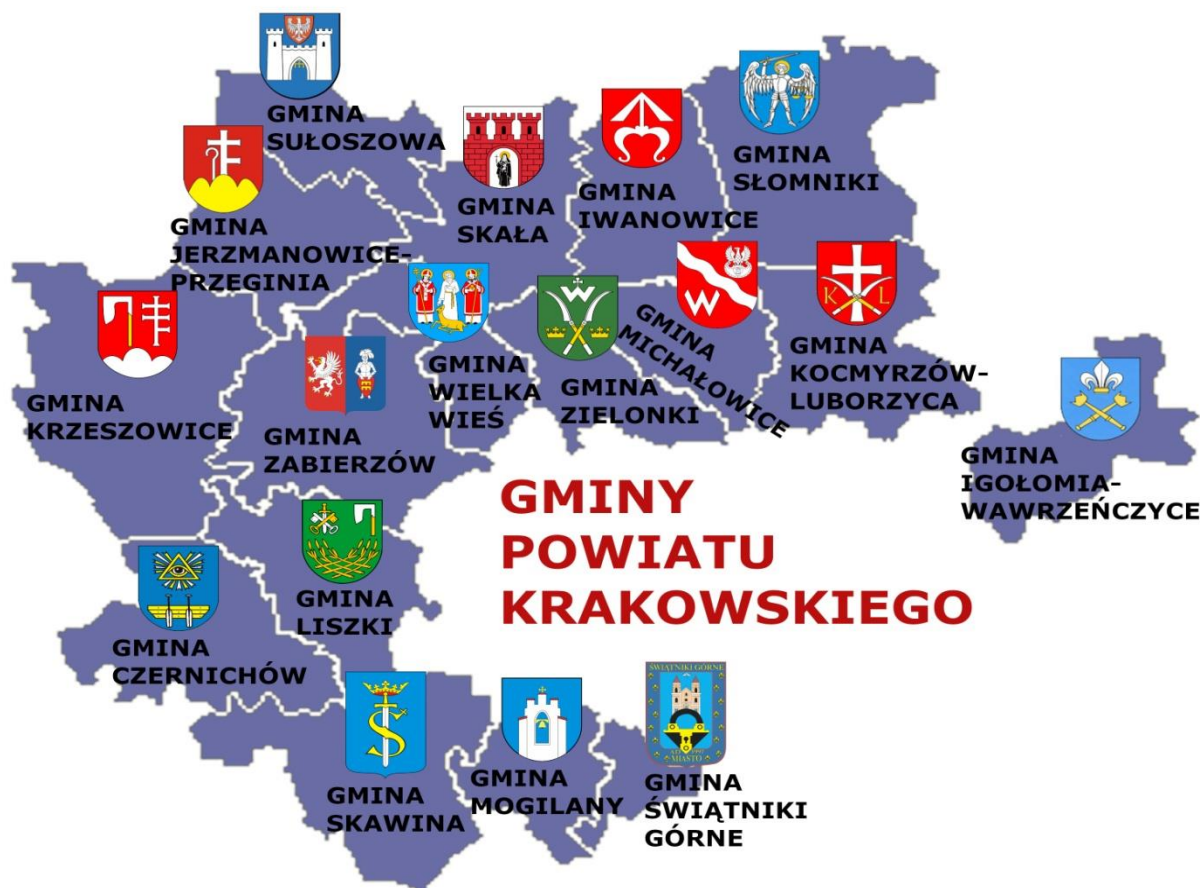 GMINA
SUŁOSZOWA
GMINA
JERZMANOWICE-
PRZEGINIA
GMINA
SKAŁA
GMINA
IWANOWICE
GMINA
SŁOMNIKI
GMINA
KRZESZOWICE
GMINA
ZABIERZÓW
GMINA
WIELKA
WIEŚ
W
GMINA
ZIELONKI
W
GMINA
MICHAŁOWICE
K L
GMINA
KOCMYRZÓW-
LUBORZYCA
GMINA
IGOŁOMIA-
WAWRZEŃCZYCE
GMINY
POWIATU
KRAKOWSKIEGO
GMINA
LISZKI
GMINA
CZERNICHÓW
S
GMINA
SKAWINA
GMINA
MOGILANY
ŚWIĄTNIKI GÓRNE
MIASTO
GMINA
ŚWIĄTNIKI
GÓRNE